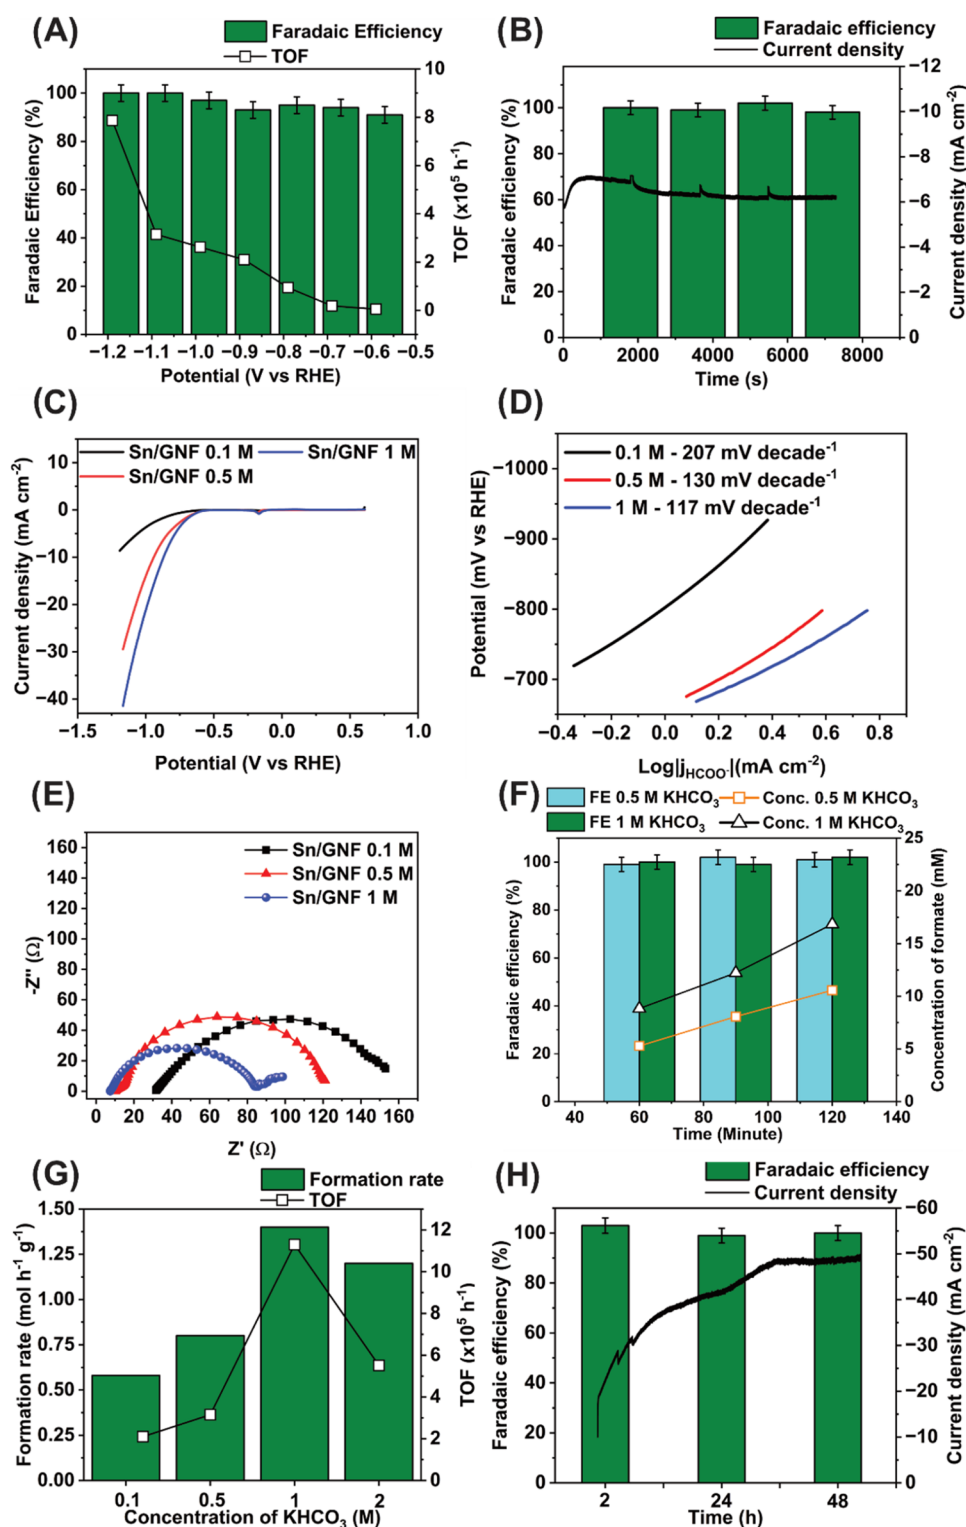 (A)
Faradaic Efficiency
TOF
Faradaic Efficiency (%)
100
80
60
40
20
0
10
8
6
4
2
0
TOF (x10⁵ h⁻¹)
−1.2 −1.1 −1.0 −0.9 −0.8 −0.7 −0.6 −0.5
Potential (V vs RHE)
(B)
Faradaic efficiency
Current density
Faradaic efficiency (%)
100
80
60
40
20
0
−12
−10
−8
−6
−4
−2
0
Current density (mA cm⁻²)
0 2000 4000 6000 8000
Time (s)
(C)
Sn/GNF 0.1 M
Sn/GNF 1 M
Sn/GNF 0.5 M
Current density (mA cm⁻²)
10
0
−10
−20
−30
−40
−1.5 −1.0 −0.5 0.0 0.5 1.0
Potential (V vs RHE)
(D)
0.1 M - 207 mV decade⁻¹
0.5 M - 130 mV decade⁻¹
1 M - 117 mV decade⁻¹
Potential (mV vs RHE)
−1000
−900
−800
−700
−0.4 0.0 0.4 0.8
Log|j_HCOO⁻|(mA cm⁻²)
(E)
Sn/GNF 0.1 M
Sn/GNF 0.5 M
Sn/GNF 1 M
-Z" (Ω)
160
140
120
100
80
60
40
20
0
0 20 40 60 80 100 120 140 160
Z' (Ω)
(F)
FE 0.5 M KHCO₃
Conc. 0.5 M KHCO₃
FE 1 M KHCO₃
Conc. 1 M KHCO₃
Faradaic efficiency (%)
100
80
60
40
20
0
25
20
15
10
5
0
Concentration of formate (mM)
40 60 80 100 120 140
Time (Minute)
(G)
Formation rate
TOF
Formation rate (mol h⁻¹ g⁻¹)
1.50
1.25
1.00
0.75
0.50
0.25
0.00
12
10
8
6
4
2
0
TOF (x10⁵ h⁻¹)
0.1 0.5 1 2
Concentration of KHCO₃ (M)
(H)
Faradaic efficiency
Current density
Faradaic efficiency (%)
100
80
60
40
20
0
−60
−50
−40
−30
−20
−10
0
Current density (mA cm⁻²)
2 24 48
Time (h)